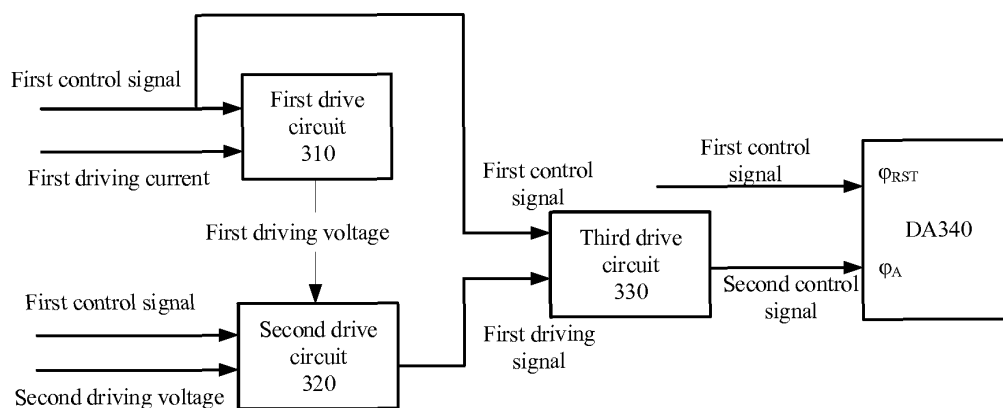 First control signal
First drive
circuit
310
First driving current
First control
signal
First driving voltage
First control
signal
φRST
DA340
φA
Third drive
circuit
330
Second control
signal
First control signal
Second drive
circuit
320
First driving
signal
Second driving voltage